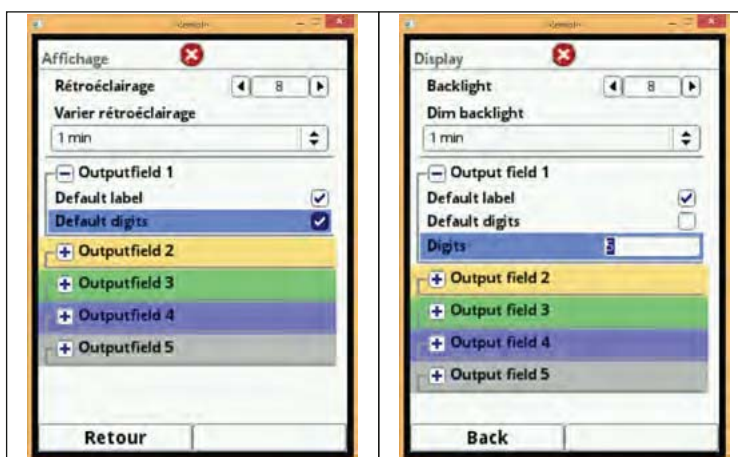 Affichage
Rétroéclairage 8
Varier rétroéclairage
1 min
Outputfield 1
Default label
Default digits
Outputfield 2
Outputfield 3
Outputfield 4
Outputfield 5
Retour
Display
Backlight 8
Dim backlight
1 min
Output field 1
Default label
Default digits
Digits
Output field 2
Output field 3
Output field 4
Output field 5
Back